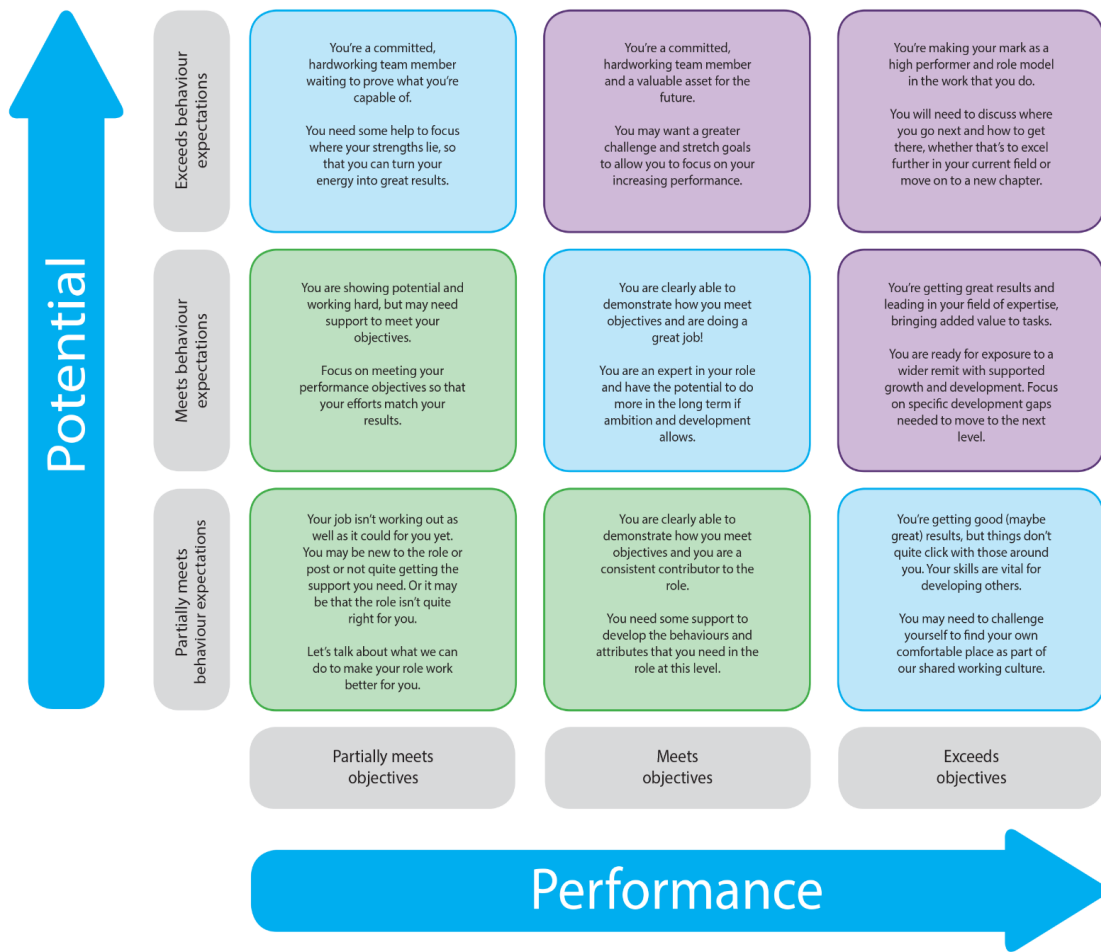 Potential
Exceeds behaviour
expectations
You're a committed,
hardworking team member
waiting to prove what you're
capable of.
You need some help to focus
where your strengths lie, so
that you can turn your
energy into great results.
You're a committed,
hardworking team member
and a valuable asset for the
future.
You may want a greater
challenge and stretch goals
to allow you to focus on your
increasing performance.
You're making your mark as a
high performer and role model
in the work that you do.
You will need to discuss where
you go next and how to get
there, whether that's to excel
further in your current field or
move on to a new chapter.
Meets behaviour
expectations
You are showing potential and
working hard, but may need
support to meet your
objectives.
Focus on meeting your
performance objectives so that
your efforts match your
results.
You are clearly able to
demonstrate how you meet
objectives and are doing a
great job!
You are an expert in your role
and have the potential to do
more in the long term if
ambition and development
allows.
You're getting great results and
leading in your field of expertise,
bringing added value to tasks.
You are ready for exposure to a
wider remit with supported
growth and development. Focus
on specific development gaps
needed to move to the next
level.
Partially meets
behaviour expectations
Your job isn't working out as
well as it could for you yet.
You may be new to the role or
post or not quite getting the
support you need. Or it may
be that the role isn't quite
right for you.
Let's talk about what we can
do to make your role work
better for you.
You are clearly able to
demonstrate how you meet
objectives and you are a
consistent contributor to the
role.
You need some support to
develop the behaviours and
attributes that you need in the
role at this level.
You're getting good (maybe
great) results, but things don't
quite click with those around
you. Your skills are vital for
developing others.
You may need to challenge
yourself to find your own
comfortable place as part of
our shared working culture.
Partially meets
objectives
Meets
objectives
Exceeds
objectives
Performance